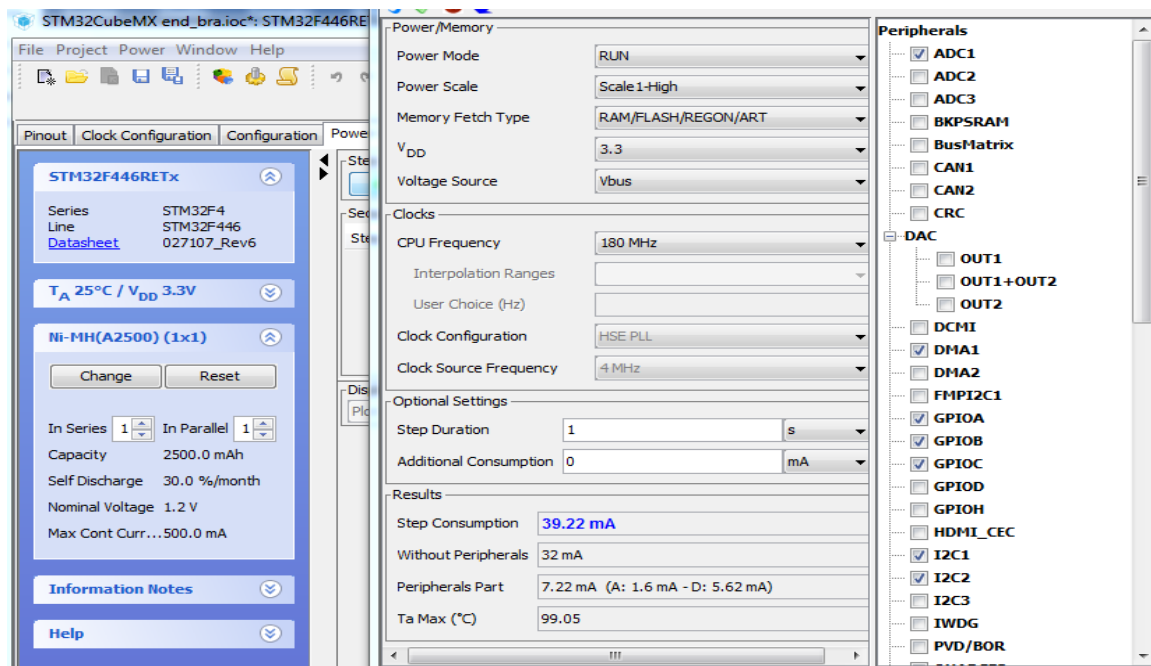 STM32CubeMX end_bra.ioc*: STM32F446RE
File Project Power Window Help
Pinout Clock Configuration Configuration Powe
STM32F446RETx
Series STM32F4
Line STM32F446
Datasheet 027107_Rev6
TA 25°C / VDD 3.3V
Ni-MH(A2500) (1x1)
Change Reset
In Series 1 In Parallel 1
Capacity 2500.0 mAh
Self Discharge 30.0 %/month
Nominal Voltage 1.2 V
Max Cont Curr...500.0 mA
Information Notes
Help
Ste
Sec
Ste
Dis
Plo
Power/Memory
Power Mode RUN
Power Scale Scale1-High
Memory Fetch Type RAM/FLASH/REGON/ART
VDD 3.3
Voltage Source Vbus
Clocks
CPU Frequency 180 MHz
Interpolation Ranges
User Choice (Hz)
Clock Configuration HSE PLL
Clock Source Frequency 4 MHz
Optional Settings
Step Duration 1 s
Additional Consumption 0 mA
Results
Step Consumption 39.22 mA
Without Peripherals 32 mA
Peripherals Part 7.22 mA (A: 1.6 mA - D: 5.62 mA)
Ta Max (°C) 99.05
Peripherals
ADC1
ADC2
ADC3
BKPSRAM
BusMatrix
CAN1
CAN2
CRC
DAC
OUT1
OUT1+OUT2
OUT2
DCMI
DMA1
DMA2
FMPI2C1
GPIOA
GPIOB
GPIOC
GPIOD
GPIOH
HDMI_CEC
I2C1
I2C2
I2C3
IWDG
PVD/BOR